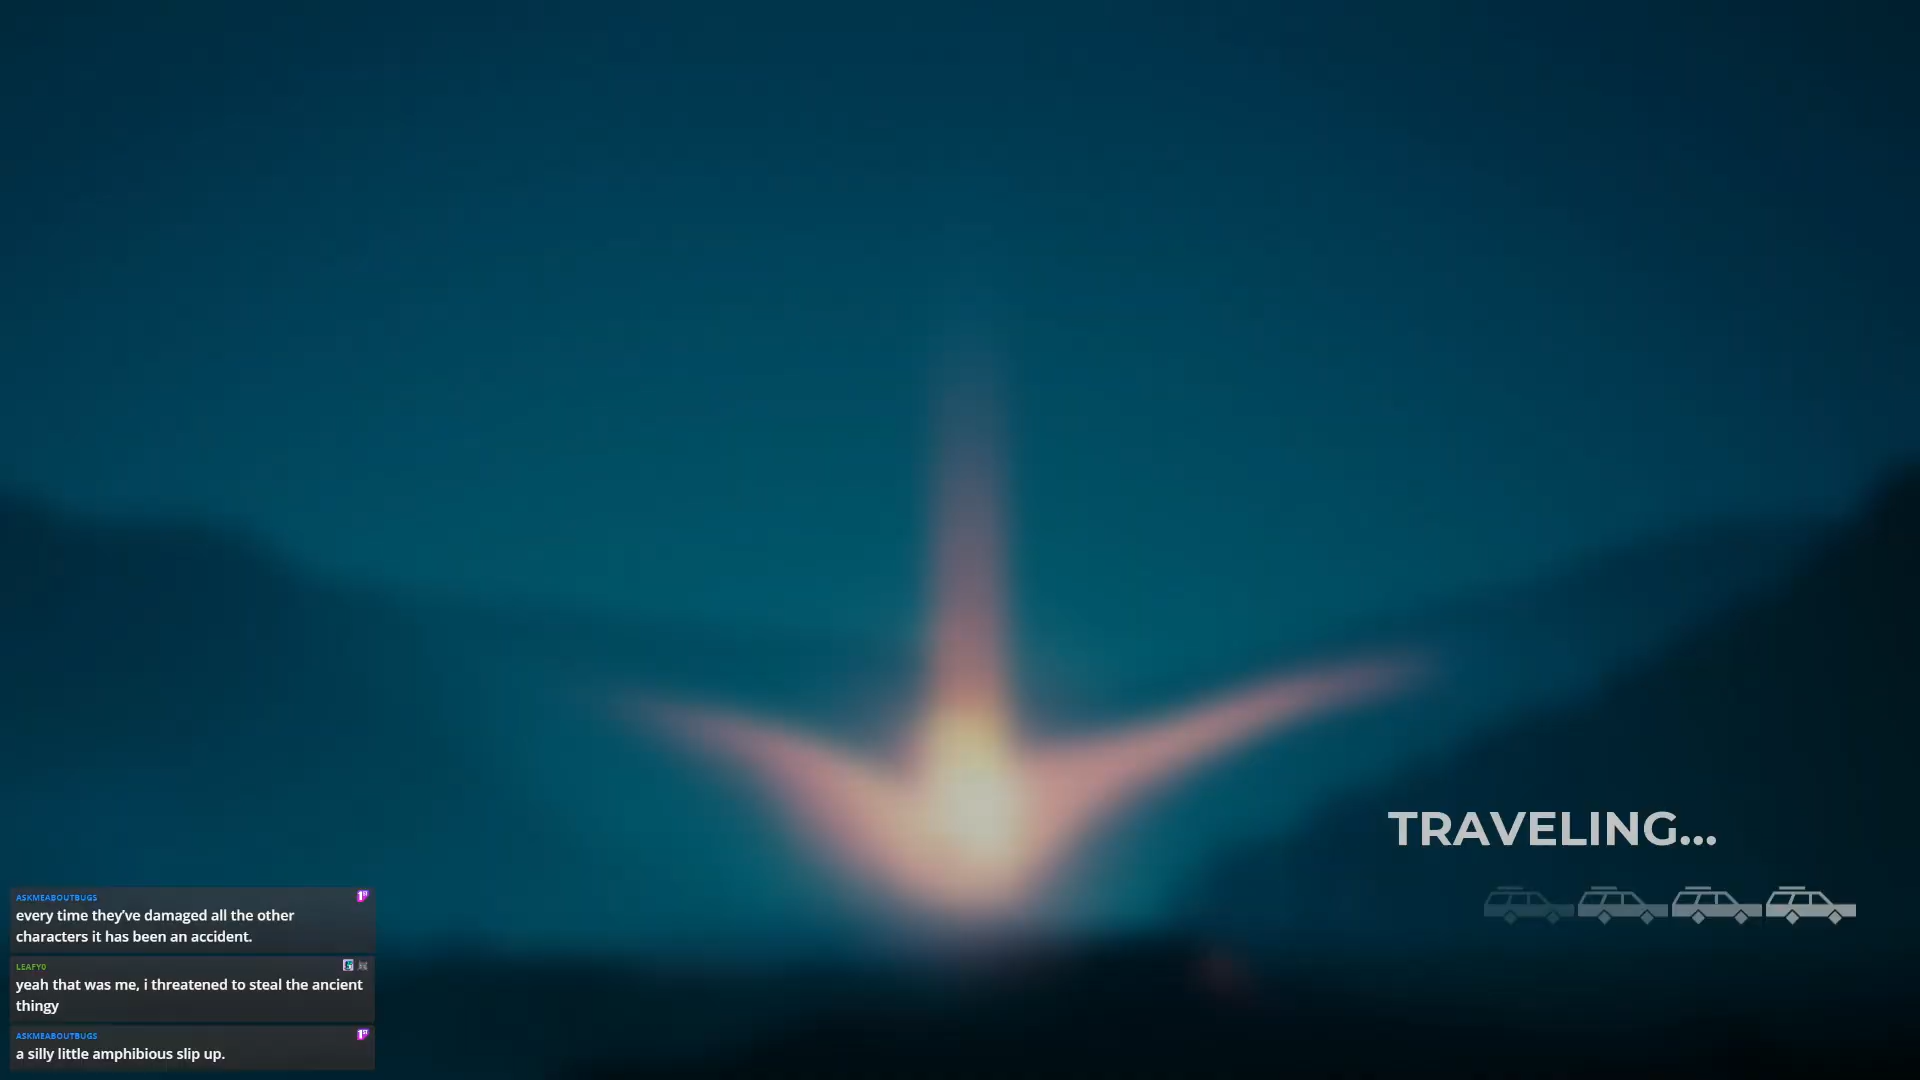 TRAVELING...
ASKMEABOUTBUGS
every time they've damaged all the other
characters it has been an accident.
LEAFY0
yeah that was me, i threatened to steal the ancient
thingy
ASKMEABOUTBUGS
a silly little amphibious slip up.